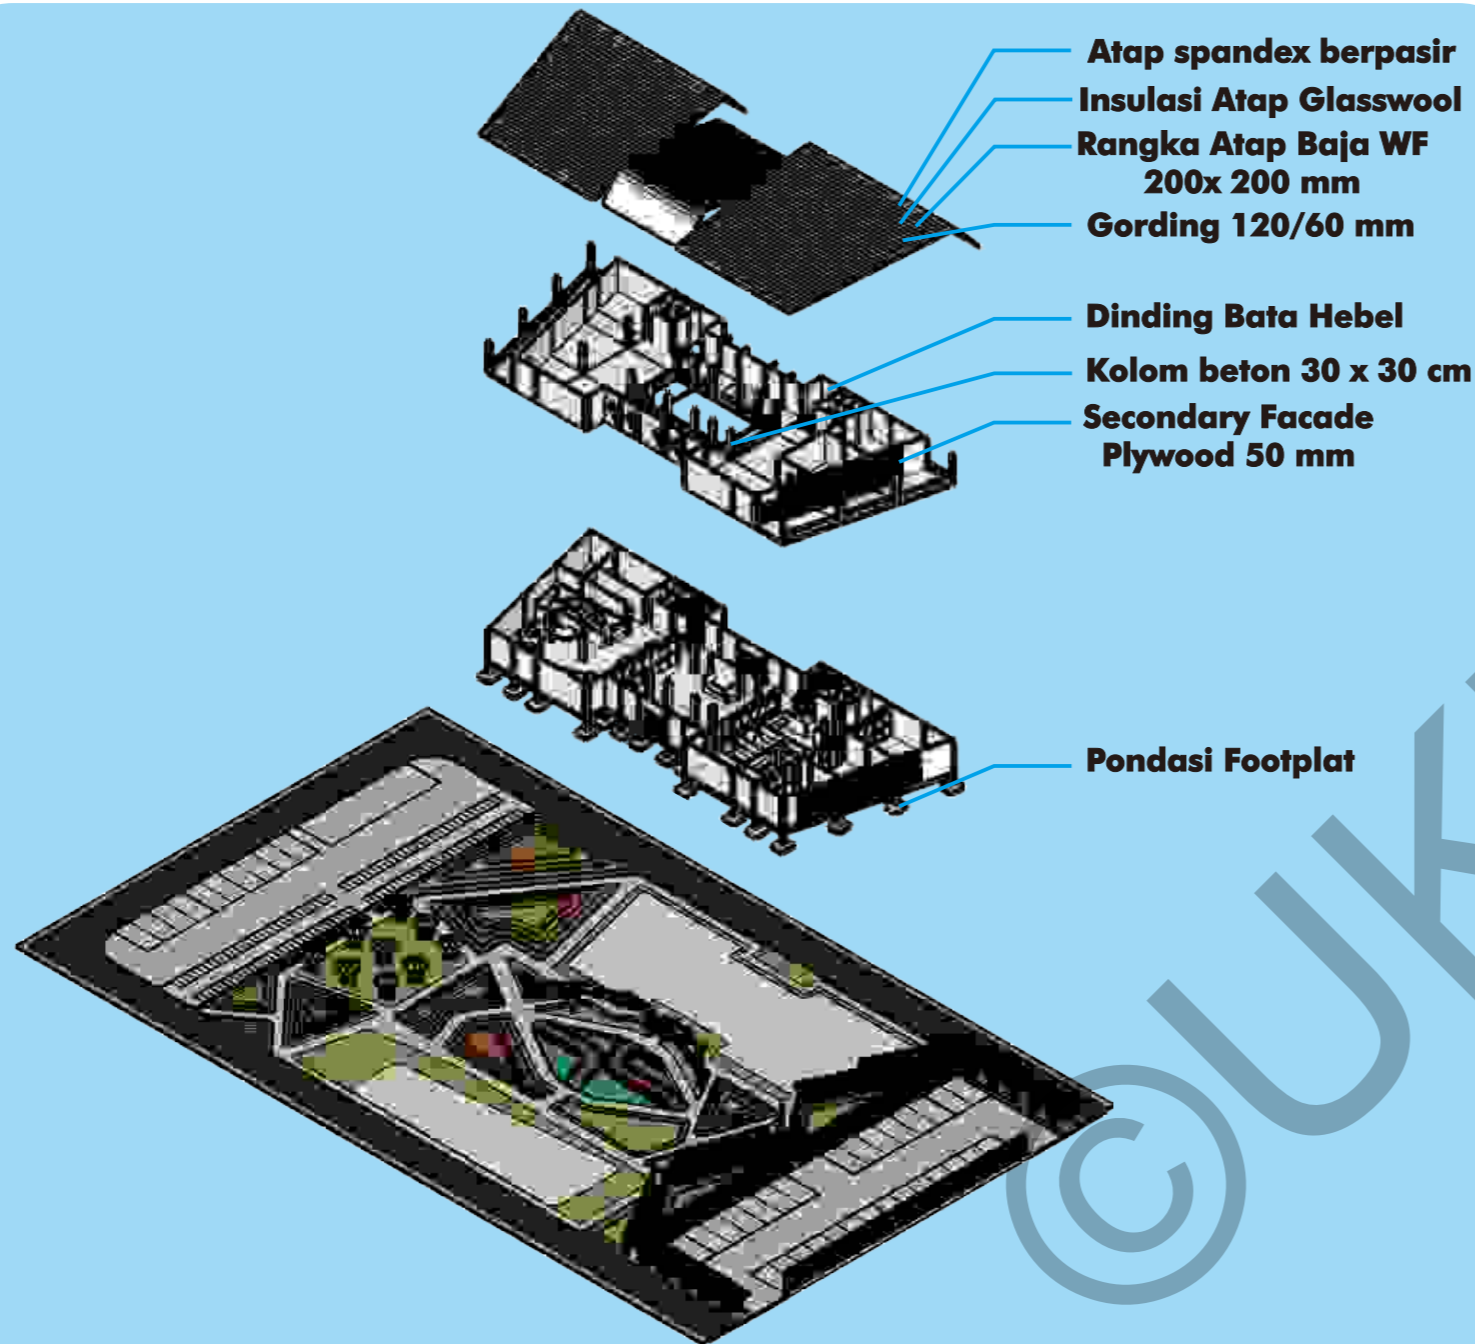 Atap spandex berpasir
Insulasi Atap Glasswool
Rangka Atap Baja WF
200x 200 mm
Gording 120/60 mm
Dinding Bata Hebel
Kolom beton 30 x 30 cm
Secondary Facade
Plywood 50 mm
Pondasi Footplat
©UK